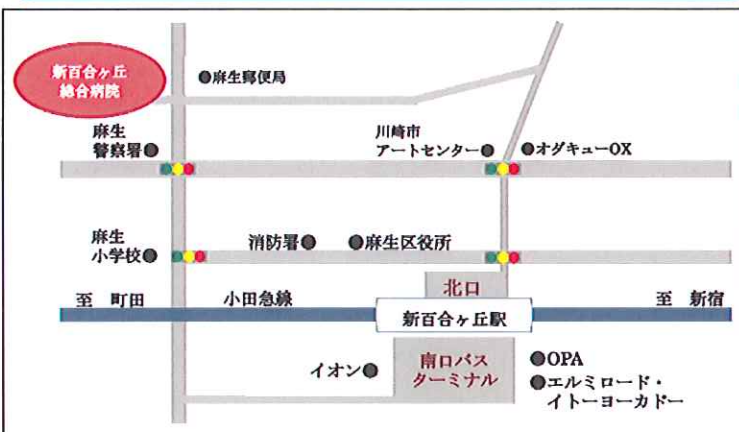 新百合ヶ丘
総合病院
●麻生郵便局
麻生
警察署●
川崎市
アートセンター●
●オダキューOX
麻生
小学校●
消防署●
●麻生区役所
北口
至 町田
小田急線
新百合ヶ丘駅
至 新宿
イオン●
南口バス
ターミナル
●OPA
●エルミロード・
イトーヨーカドー